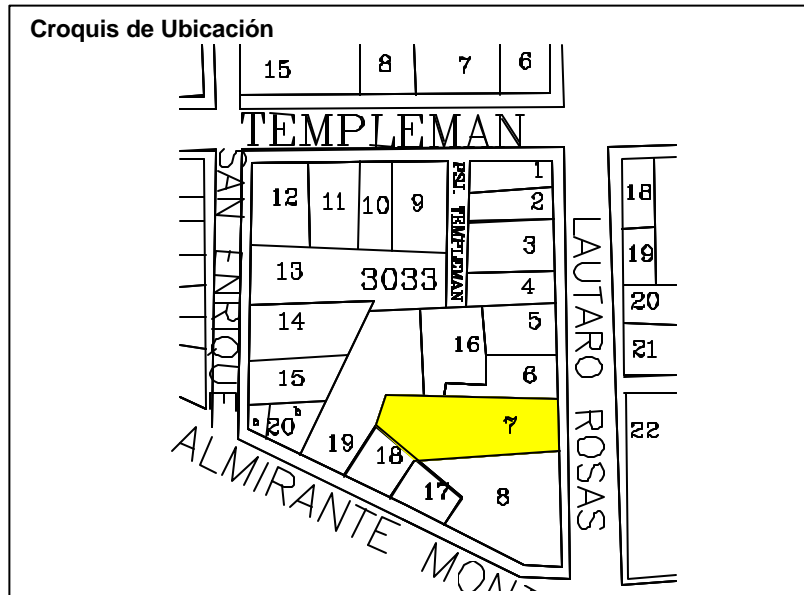 Croquis de Ubicación
15 8 7 6
TEMPLEMAN
SAN ENRIQUE
PSJ. TEMPLEMAN
LAUTARO ROSAS
12 11 10 9
1
2
3
4
13 3033
14
15
20
16
5
6
7
8
19 18 17
18
19
20
21
22
ALMIRANTE MONT